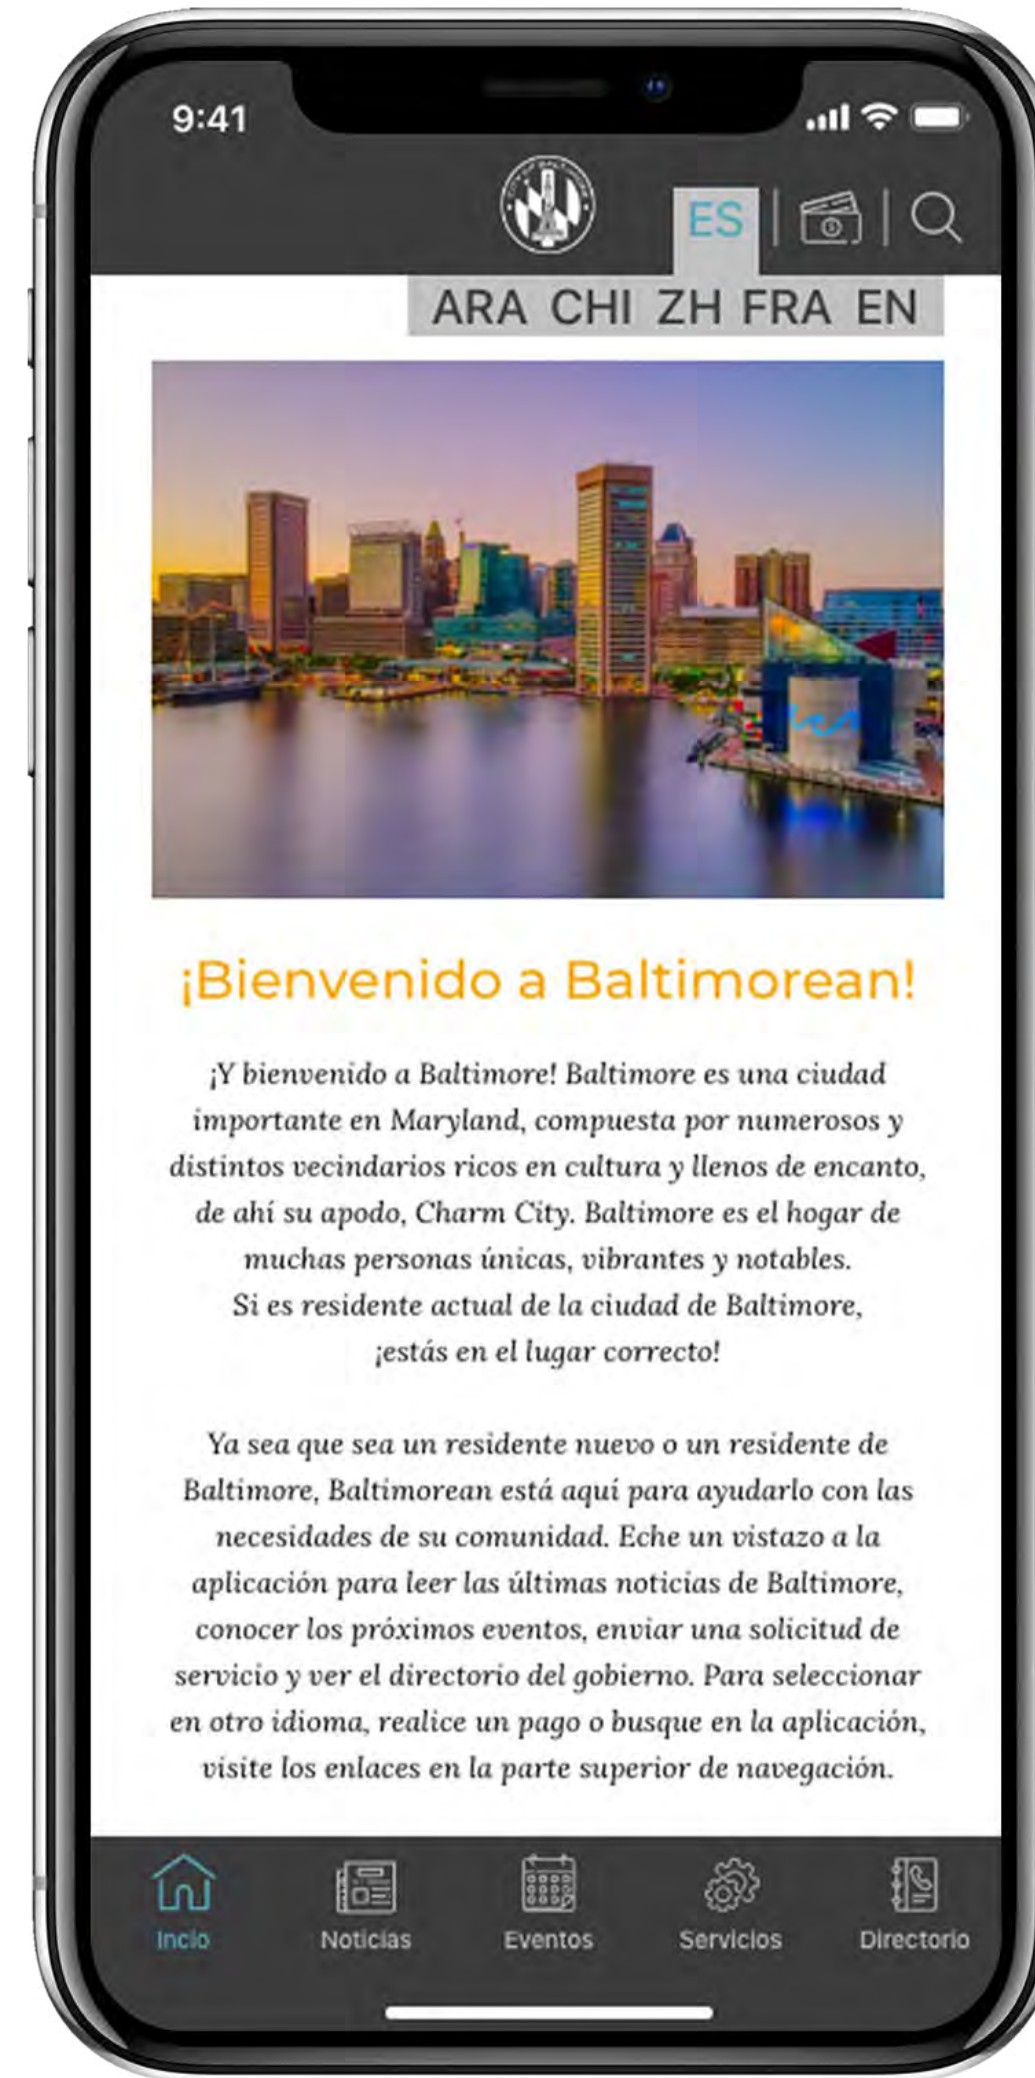 9:41
ES
ARA CHI ZH FRA EN
¡Bienvenido a Baltimorean!
¡Y bienvenido a Baltimore! Baltimore es una ciudad
importante en Maryland, compuesta por numerosos y
distintos vecindarios ricos en cultura y llenos de encanto,
de ahí su apodo, Charm City. Baltimore es el hogar de
muchas personas únicas, vibrantes y notables.
Si es residente actual de la ciudad de Baltimore,
¡estás en el lugar correcto!
Ya sea que sea un residente nuevo o un residente de
Baltimore, Baltimorean está aquí para ayudarlo con las
necesidades de su comunidad. Eche un vistazo a la
aplicación para leer las últimas noticias de Baltimore,
conocer los próximos eventos, enviar una solicitud de
servicio y ver el directorio del gobierno. Para seleccionar
en otro idioma, realice un pago o busque en la aplicación,
visite los enlaces en la parte superior de navegación.
Incio
Noticias
Eventos
Servicios
Directorio